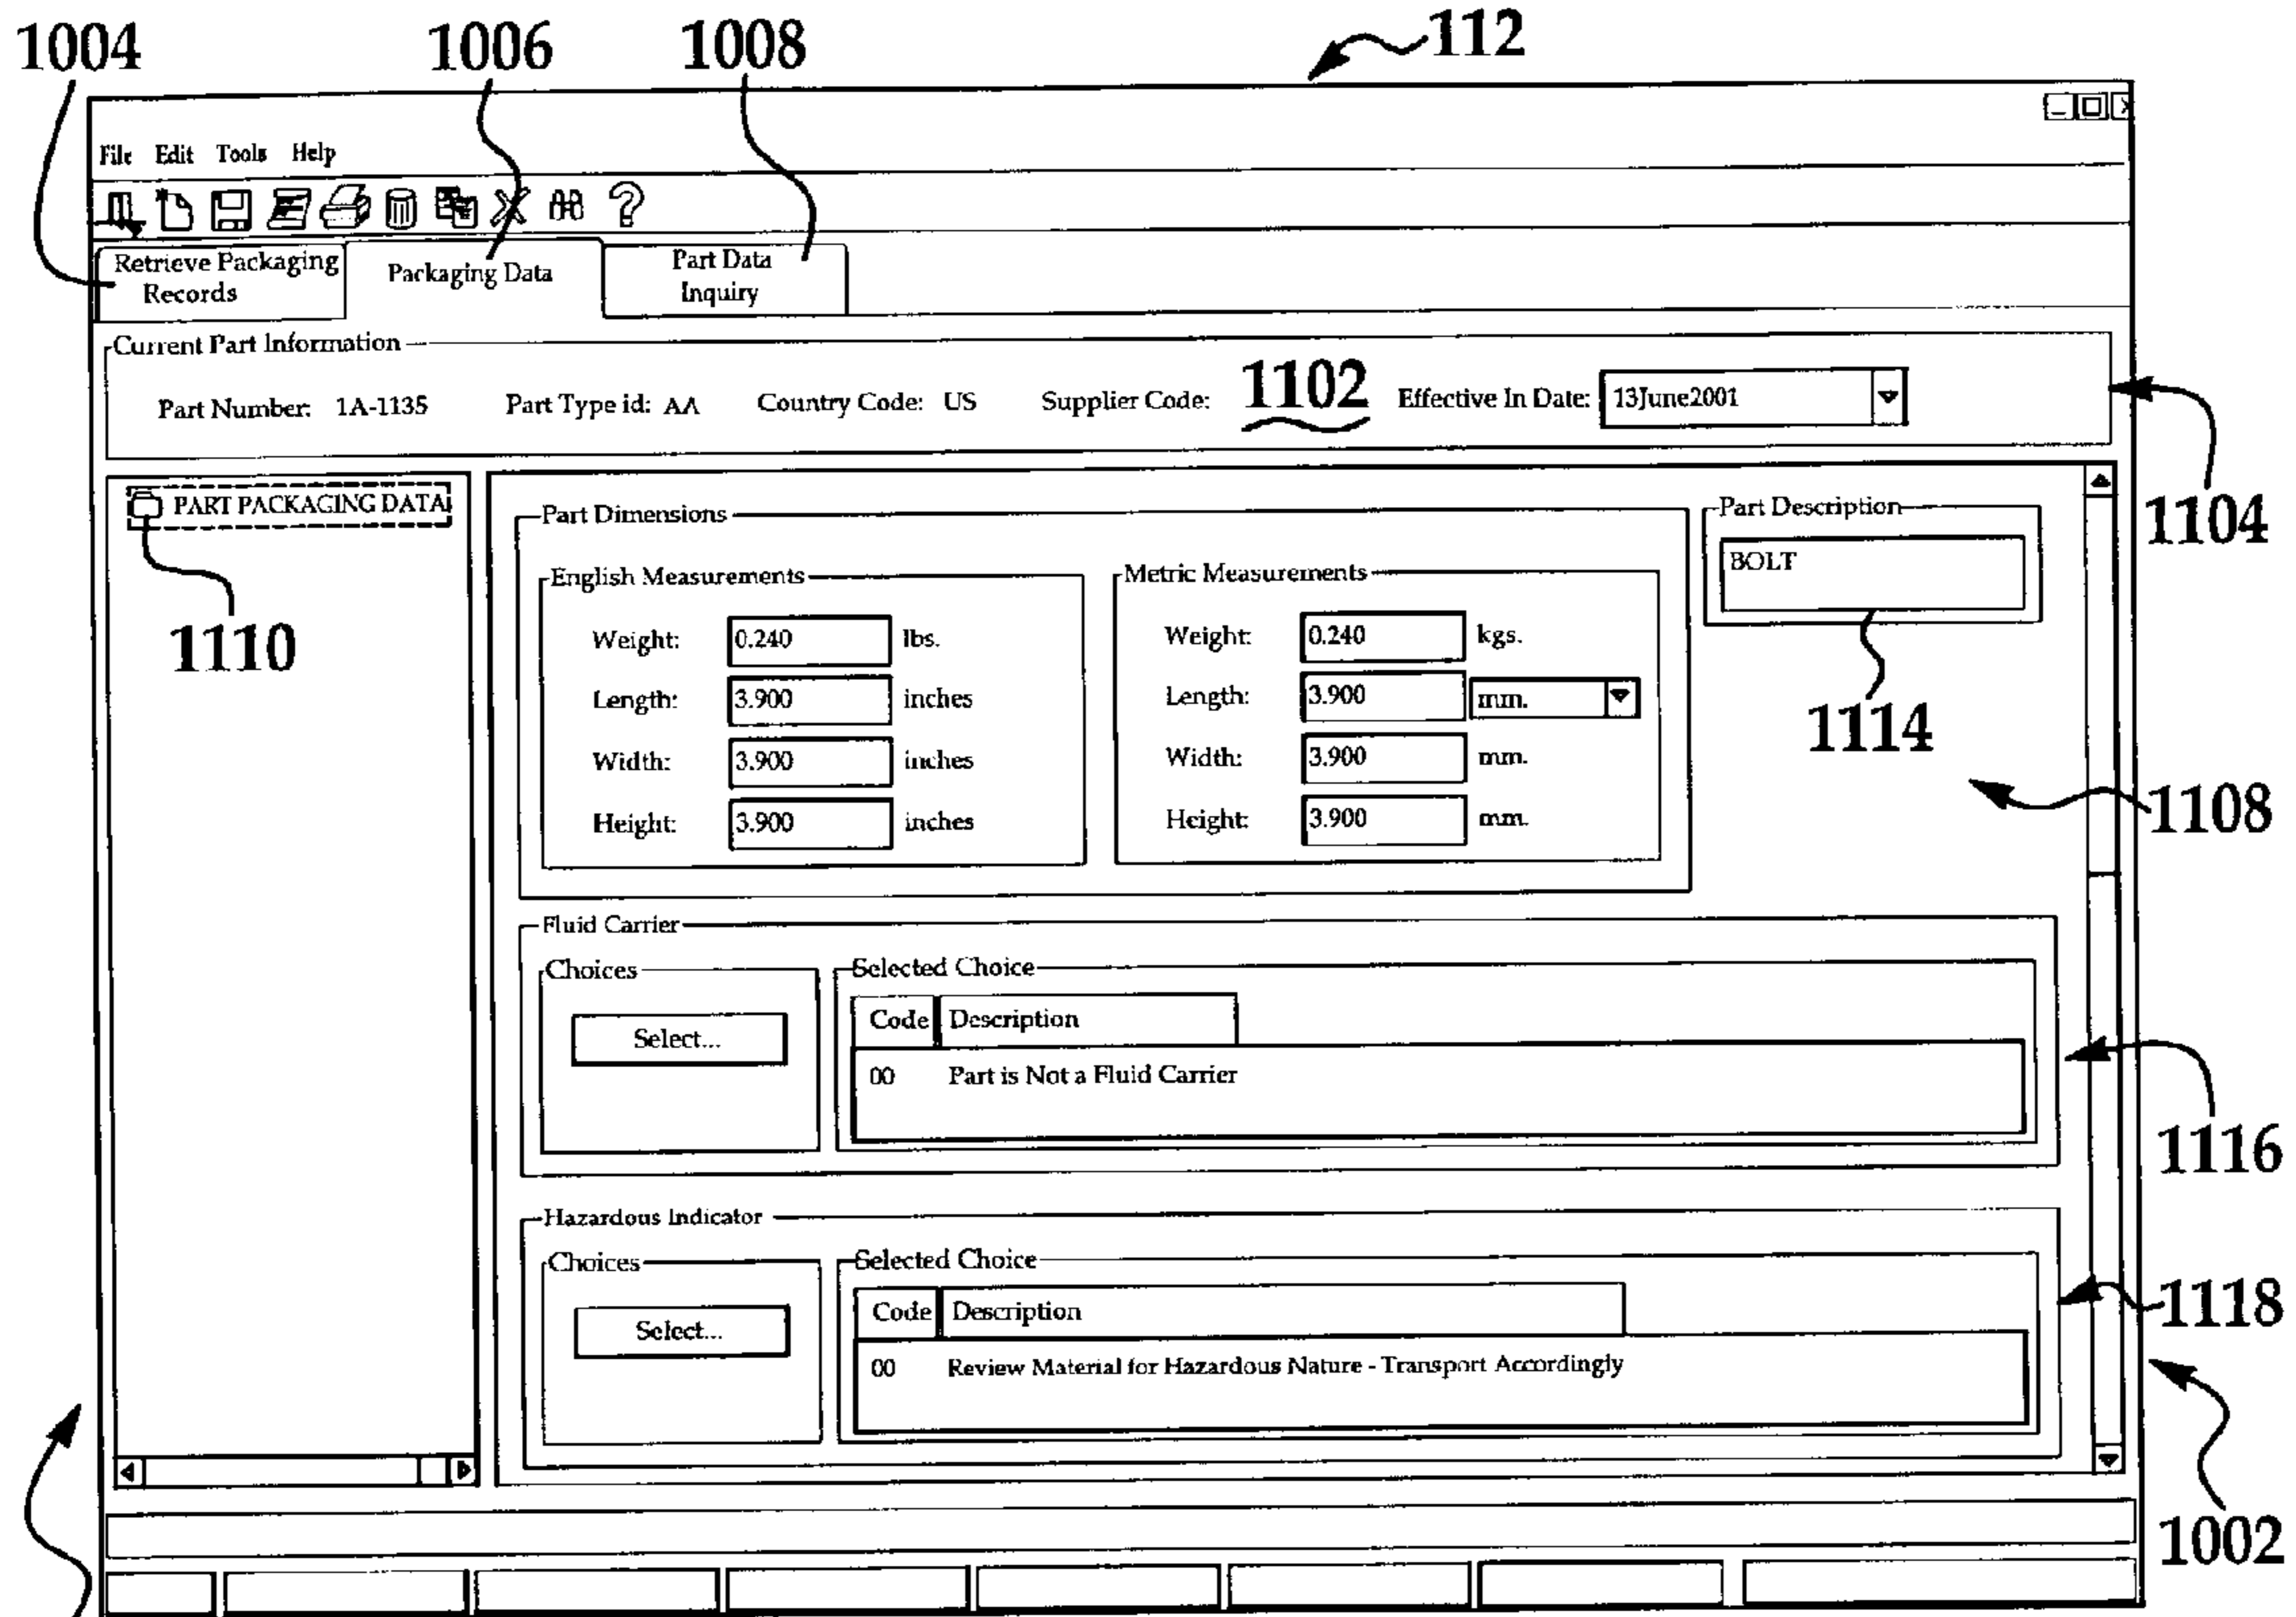 1004 1006 1008 112
File Edit Tools Help
Retrieve Packaging Records
Packaging Data
Part Data Inquiry
Current Part Information
Part Number: 1A-1135 Part Type id: AA Country Code: US Supplier Code: 1102 Effective In Date: 13June2001
1104
PART PACKAGING DATA
1110
Part Dimensions
Part Description
BOLT
1114
1108
English Measurements
Weight: 0.240 lbs.
Length: 3.900 inches
Width: 3.900 inches
Height: 3.900 inches
Metric Measurements
Weight: 0.240 kgs.
Length: 3.900 mm.
Width: 3.900 mm.
Height: 3.900 mm.
Fluid Carrier
Choices
Select...
Selected Choice
Code Description
00 Part is Not a Fluid Carrier
1116
Hazardous Indicator
Choices
Select...
Selected Choice
Code Description
00 Review Material for Hazardous Nature - Transport Accordingly
1118
1002